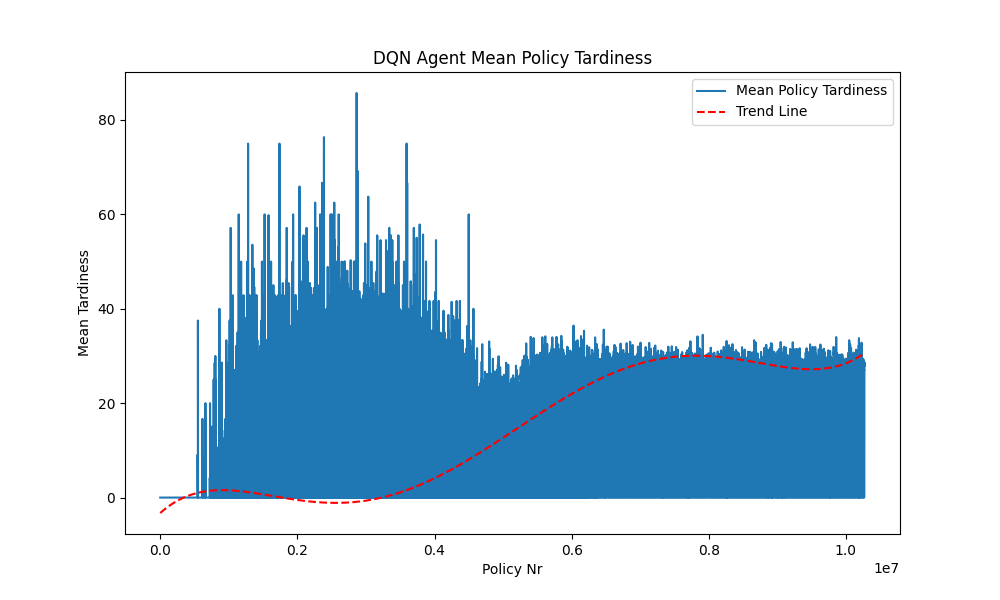 DQN Agent Mean Policy Tardiness
Mean Policy Tardiness
Trend Line
Mean Tardiness
80
60
40
20
0
0.0 0.2 0.4 0.6 0.8 1.0
1e7
Policy Nr